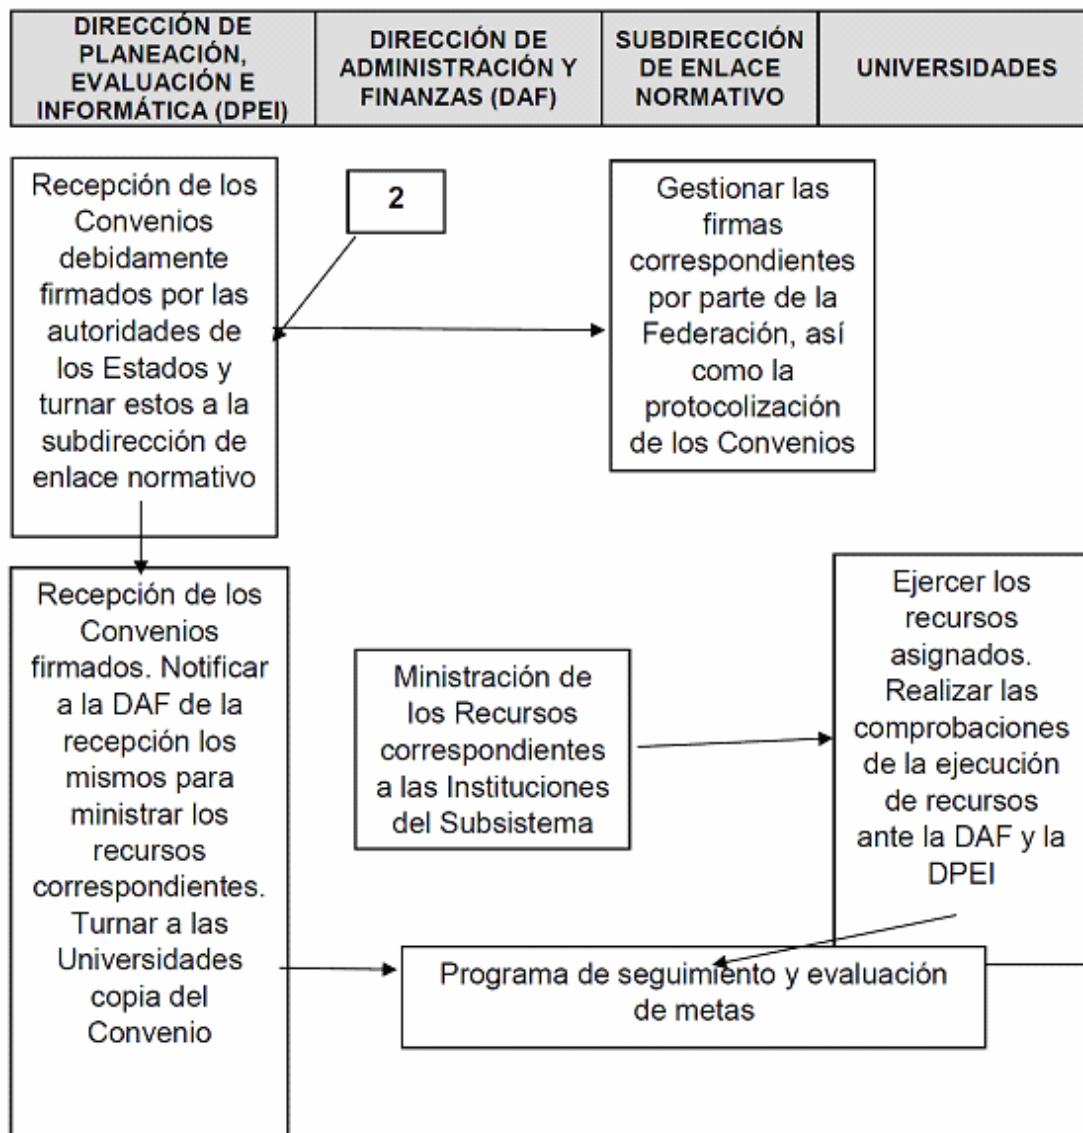 DIRECCIÓN DE
PLANEACIÓN,
EVALUACIÓN E
INFORMÁTICA (DPEI)
DIRECCIÓN DE
ADMINISTRACIÓN Y
FINANZAS (DAF)
SUBDIRECCIÓN
DE ENLACE
NORMATIVO
UNIVERSIDADES
Recepción de los
Convenios
debidamente
firmados por las
autoridades de
los Estados y
turnar estos a la
subdirección de
enlace normativo
2
Gestionar las
firmas
correspondientes
por parte de la
Federación, así
como la
protocolización
de los Convenios
Recepción de los
Convenios
firmados. Notificar
a la DAF de la
recepción los
mismos para
ministrar los
recursos
correspondientes.
Turnar a las
Universidades
copia del
Convenio
Ministración de
los Recursos
correspondientes
a las Instituciones
del Subsistema
Ejercer los
recursos
asignados.
Realizar las
comprobaciones
de la ejecución
de recursos
ante la DAF y la
DPEI
Programa de seguimiento y evaluación
de metas